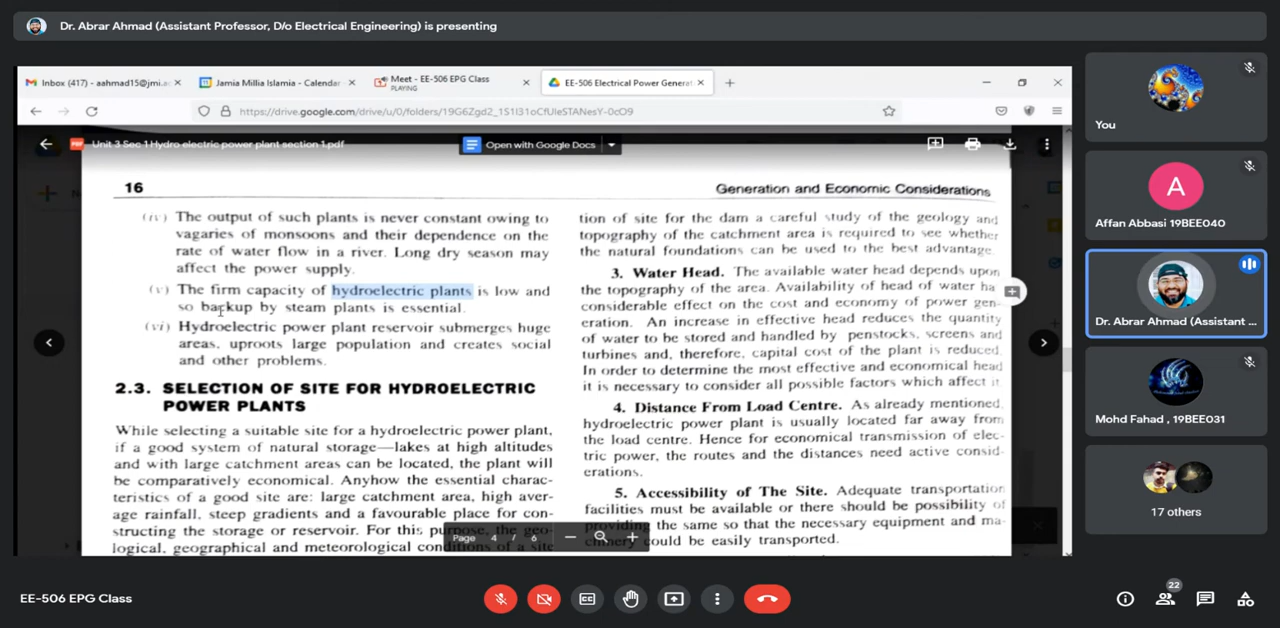 Dr. Abrar Ahmad (Assistant Professor, D/o Electrical Engineering) is presenting
Inbox (417) - aahmad15@jmi.a
Jamia Millia Islamia - Calendar
Meet - EE-506 EPG Class
PLAYING
EE-506 Electrical Power Generat
https://drive.google.com/drive/u/0/folders/19G6Zgd2_1S1I31oCfUIeSTANesY-0cO9
Unit 3 Sec 1 Hydro electric power plant section 1.pdf
Open with Google Docs
16
Generation and Economic Considerations
(iv) The output of such plants is never constant owing to
vagaries of monsoons and their dependence on the
rate of water flow in a river. Long dry season may
affect the power supply.
(v) The firm capacity of hydroelectric plants is low and
so backup by steam plants is essential.
(vi) Hydroelectric power plant reservoir submerges huge
areas, uproots large population and creates social
and other problems.
2.3. SELECTION OF SITE FOR HYDROELECTRIC
POWER PLANTS
While selecting a suitable site for a hydroelectric power plant,
if a good system of natural storage—lakes at high altitudes
and with large catchment areas can be located, the plant will
be comparatively economical. Anyhow the essential charac-
teristics of a good site are: large catchment area, high aver-
age rainfall, steep gradients and a favourable place for con-
structing the storage or reservoir. For this purpose, the geo-
logical, geographical and meteorological conditions of a site
tion of site for the dam a careful study of the geology and
topography of the catchment area is required to see whether
the natural foundations can be used to the best advantage.
3. Water Head. The available water head depends upon
the topography of the area. Availability of head of water ha
considerable effect on the cost and economy of power gen-
eration. An increase in effective head reduces the quantity
of water to be stored and handled by penstocks, screens and
turbines and, therefore, capital cost of the plant is reduced.
In order to determine the most effective and economical head
it is necessary to consider all possible factors which affect it.
4. Distance From Load Centre. As already mentioned,
hydroelectric power plant is usually located far away from
the load centre. Hence for economical transmission of elec-
tric power, the routes and the distances need active consid-
erations.
5. Accessibility of The Site. Adequate transportation
facilities must be available or there should be possibility of
providing the same so that the necessary equipment and ma-
chinery could be easily transported.
Page 4 / 6
You
A
Affan Abbasi 19BEE040
Dr. Abrar Ahmad (Assistant ...
Mohd Fahad , 19BEE031
17 others
EE-506 EPG Class
22